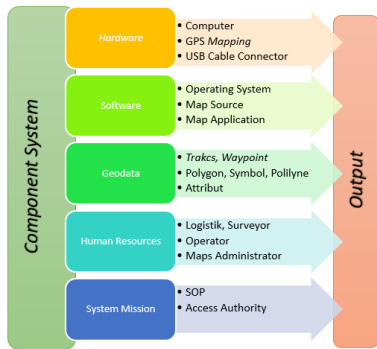 Component System
Hardware
• Computer
• GPS Mapping
• USB Cable Connector
Software
• Operating System
• Map Source
• Map Application
Geodata
• Trakcs, Waypoint
• Polygon, Symbol, Polilyne
• Attribut
Human Resources
• Logistik, Surveyor
• Operator
• Maps Administrator
System Mission
• SOP
• Access Authority
Output